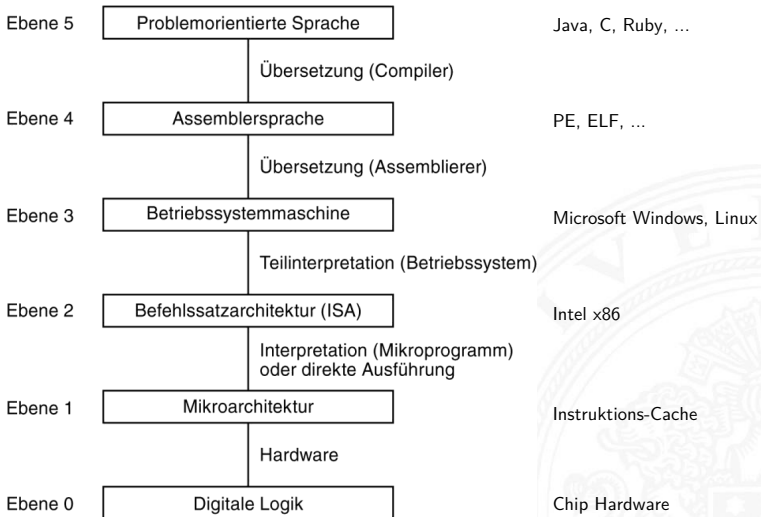 Ebene 5 Problemorientierte Sprache Java, C, Ruby, ...
Übersetzung (Compiler)
Ebene 4 Assemblersprache PE, ELF, ...
Übersetzung (Assemblierer)
Ebene 3 Betriebssystemmaschine Microsoft Windows, Linux
Teilinterpretation (Betriebssystem)
Ebene 2 Befehlssatzarchitektur (ISA) Intel x86
Interpretation (Mikroprogramm)
oder direkte Ausführung
Ebene 1 Mikroarchitektur Instruktions-Cache
Hardware
Ebene 0 Digitale Logik Chip Hardware